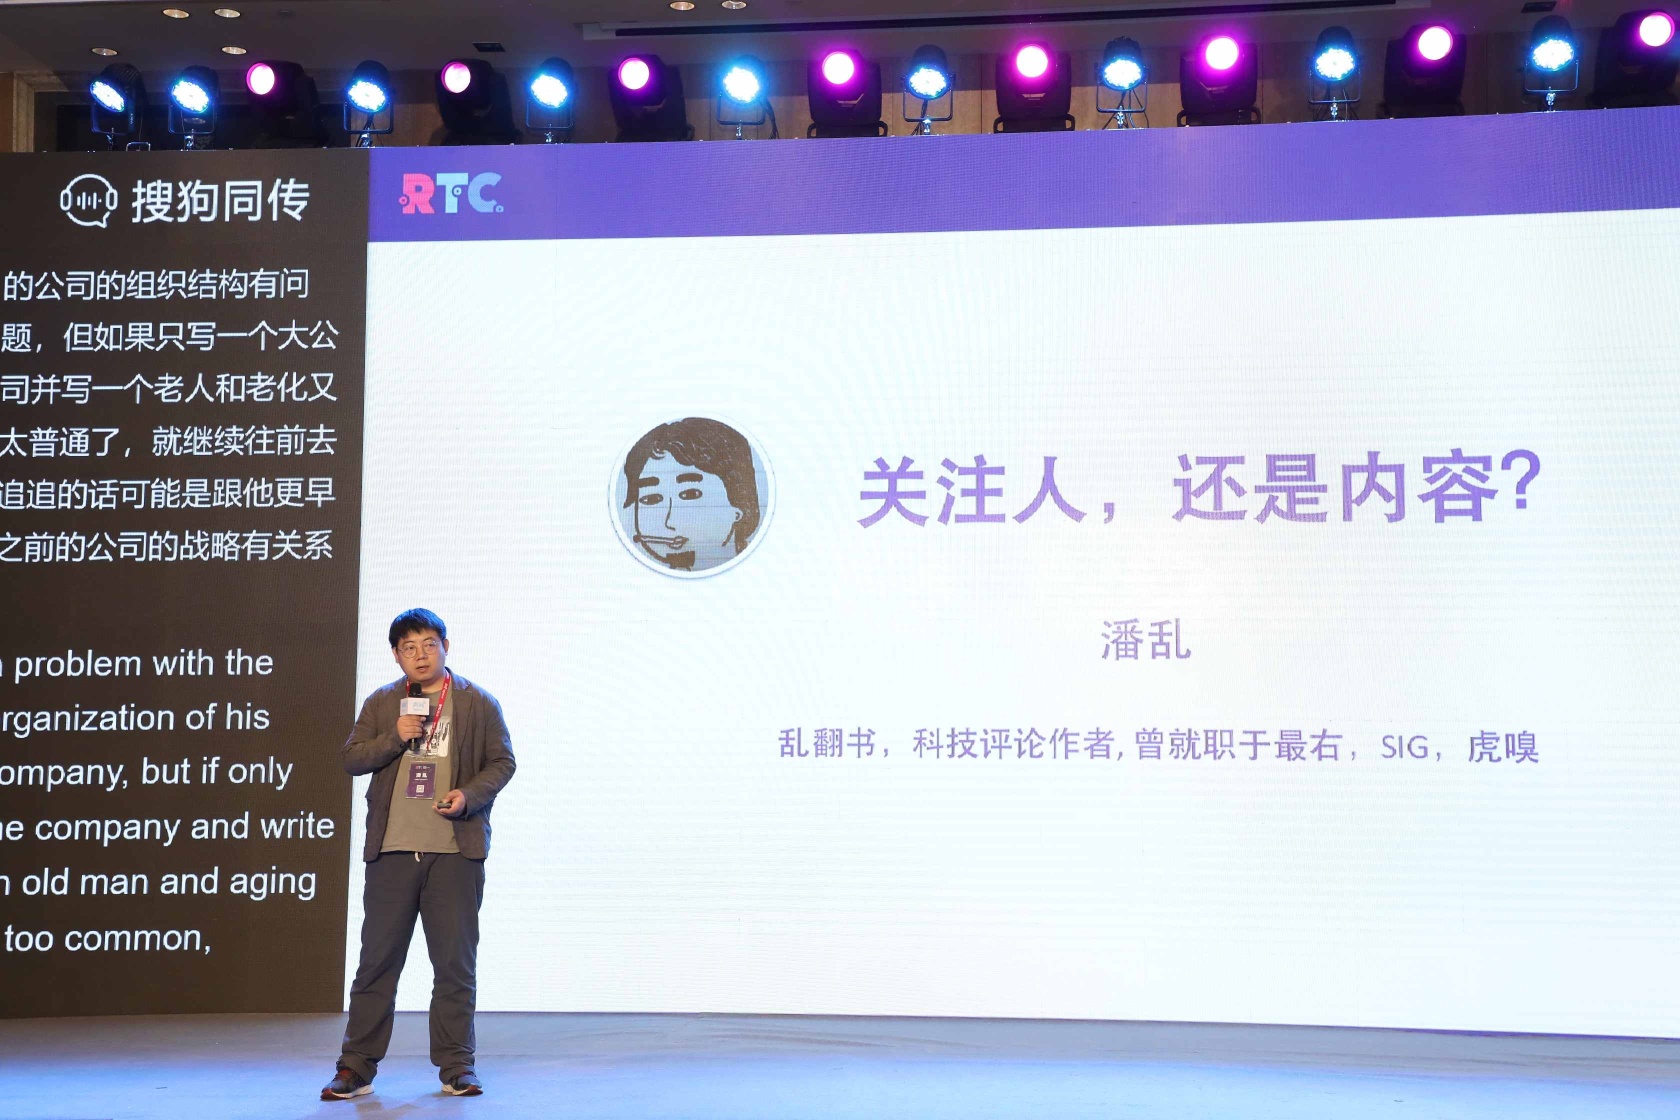 搜狗同传
的公司的组织结构有问
题，但如果只写一个大公
司并写一个老人和老化又
太普通了，就继续往前去
追追的话可能是跟他更早
之前的公司的战略有关系
problem with the
rganization of his
ompany, but if only
he company and write
n old man and aging
too common,
RTC
关注人，还是内容?
潘乱
乱翻书，科技评论作者,曾就职于最右，SIG，虎嗅
潘乱